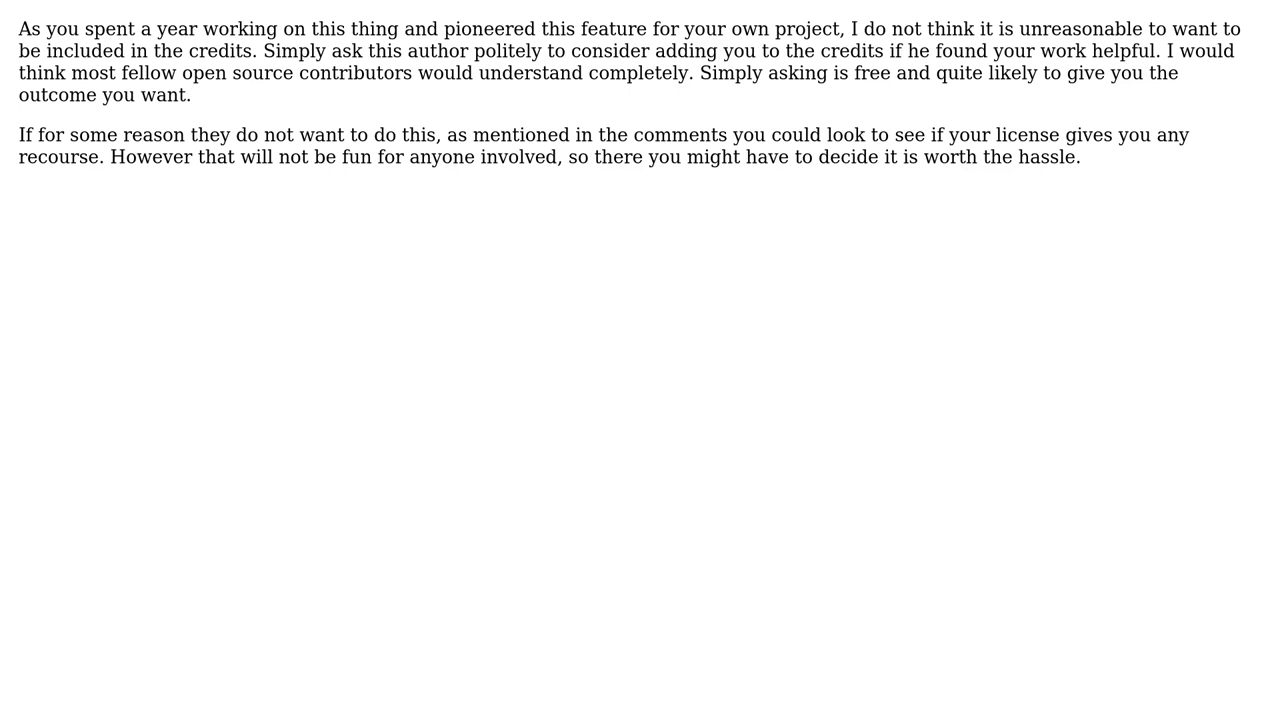 As you spent a year working on this thing and pioneered this feature for your own project, I do not think it is unreasonable to want to
be included in the credits. Simply ask this author politely to consider adding you to the credits if he found your work helpful. I would
think most fellow open source contributors would understand completely. Simply asking is free and quite likely to give you the
outcome you want.
If for some reason they do not want to do this, as mentioned in the comments you could look to see if your license gives you any
recourse. However that will not be fun for anyone involved, so there you might have to decide it is worth the hassle.